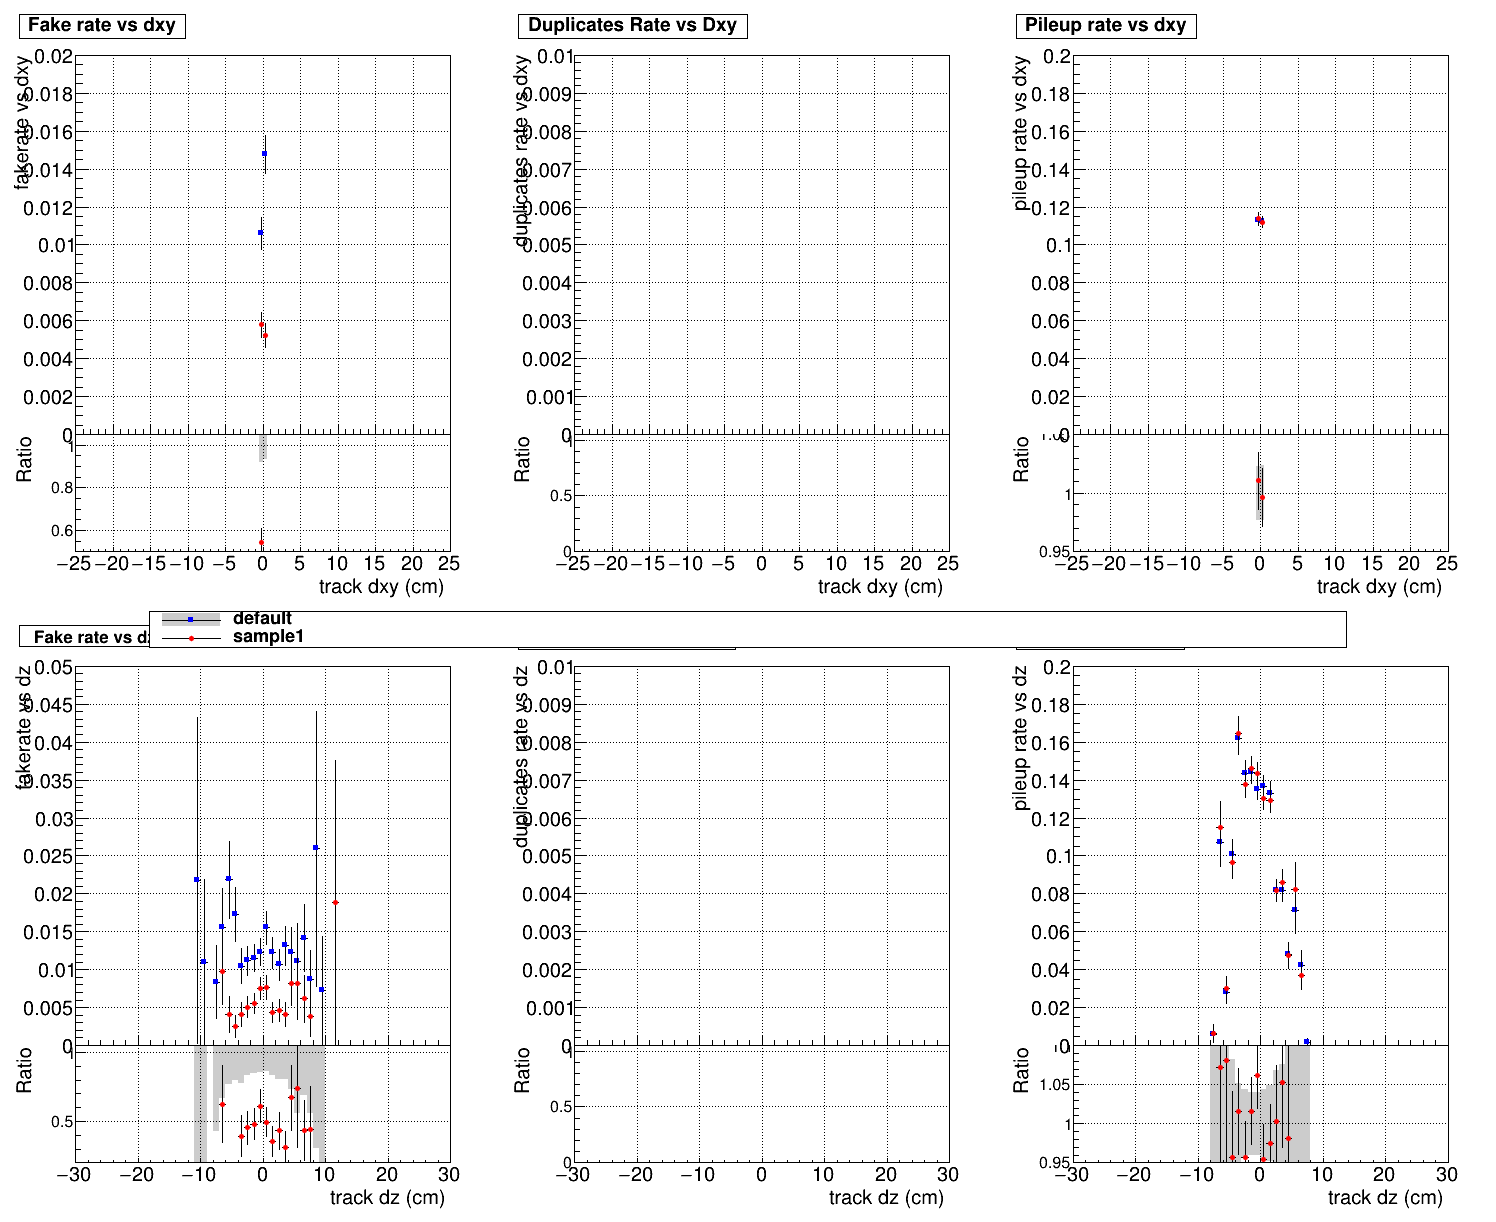 Fake rate vs dxy
fakerate vs dxy
0.02
0.018
0.016
0.014
0.012
0.01
0.008
0.006
0.004
0.002
0
Ratio
1
0.8
0.6
−25 −20 −15 −10 −5 0 5 10 15 20 25
track dxy (cm)
Duplicates Rate vs Dxy
duplicates rate vs dxy
0.01
0.009
0.008
0.007
0.006
0.005
0.004
0.003
0.002
0.001
0
Ratio
1
0.5
0
−25 −20 −15 −10 −5 0 5 10 15 20 25
track dxy (cm)
Pileup rate vs dxy
pileup rate vs dxy
0.2
0.18
0.16
0.14
0.12
0.1
0.08
0.06
0.04
0.02
0
Ratio
1
0.95
−25 −20 −15 −10 −5 0 5 10 15 20 25
track dxy (cm)
default
sample1
Fake rate vs dz
fakerate vs dz
0.05
0.045
0.04
0.035
0.03
0.025
0.02
0.015
0.01
0.005
0
Ratio
1
0.5
−30 −20 −10 0 10 20 30
track dz (cm)
duplicates rate vs dz
0.01
0.009
0.008
0.007
0.006
0.005
0.004
0.003
0.002
0.001
0
Ratio
1
0.5
0
−30 −20 −10 0 10 20 30
track dz (cm)
pileup rate vs dz
0.2
0.18
0.16
0.14
0.12
0.1
0.08
0.06
0.04
0.02
0
Ratio
1.05
1
0.95
−30 −20 −10 0 10 20 30
track dz (cm)